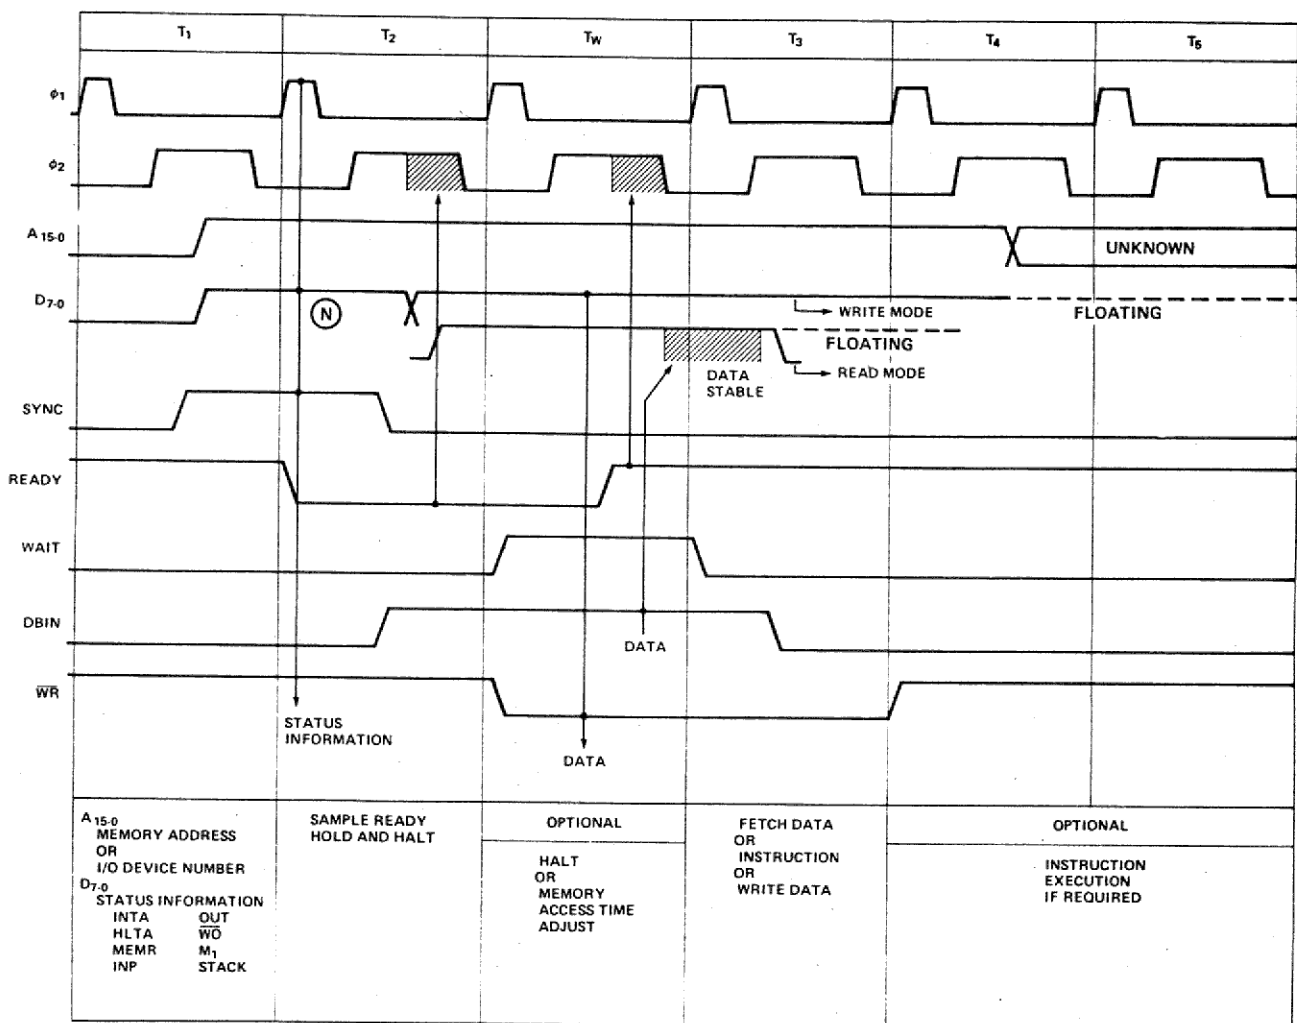 T1 T2 TW T3 T4 T5
φ1
φ2
A15-0
UNKNOWN
D7-0
N
WRITE MODE
FLOATING
FLOATING
READ MODE
DATA
STABLE
SYNC
READY
WAIT
DBIN
DATA
WR
STATUS
INFORMATION
DATA
A15-0
MEMORY ADDRESS
OR
I/O DEVICE NUMBER
D7-0
STATUS INFORMATION
INTA OUT
HLTA WO
MEMR M1
INP STACK
SAMPLE READY
HOLD AND HALT
OPTIONAL
HALT
OR
MEMORY
ACCESS TIME
ADJUST
FETCH DATA
OR
INSTRUCTION
OR
WRITE DATA
OPTIONAL
INSTRUCTION
EXECUTION
IF REQUIRED